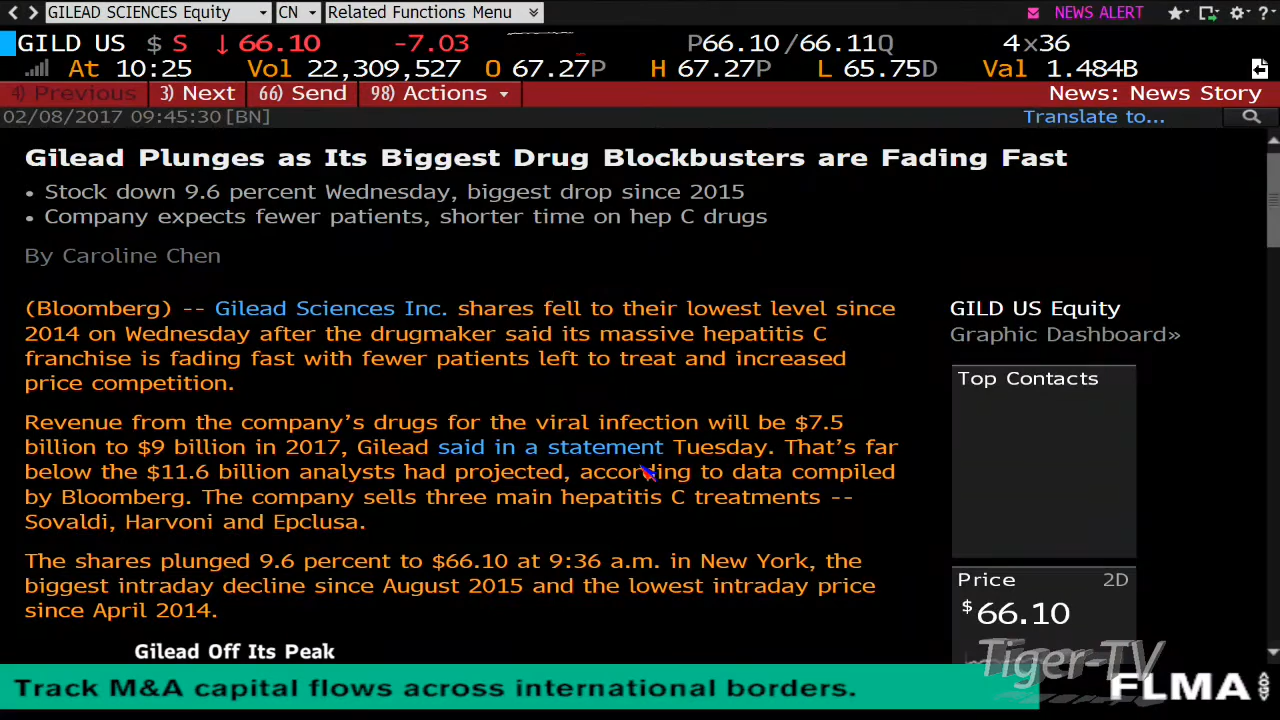 GILEAD SCIENCES Equity CN Related Functions Menu NEWS ALERT
GILD US $ S ↓ 66.10 -7.03 P66.10 /66.11Q 4x36
At 10:25 Vol 22,309,527 O 67.27P H 67.27P L 65.75D Val 1.484B
4) Previous 3) Next 66) Send 98) Actions News: News Story
02/08/2017 09:45:30 [BN] Translate to...
Gilead Plunges as Its Biggest Drug Blockbusters are Fading Fast
• Stock down 9.6 percent Wednesday, biggest drop since 2015
• Company expects fewer patients, shorter time on hep C drugs
By Caroline Chen
(Bloomberg) -- Gilead Sciences Inc. shares fell to their lowest level since
2014 on Wednesday after the drugmaker said its massive hepatitis C
franchise is fading fast with fewer patients left to treat and increased
price competition.
Revenue from the company's drugs for the viral infection will be $7.5
billion to $9 billion in 2017, Gilead said in a statement Tuesday. That's far
below the $11.6 billion analysts had projected, according to data compiled
by Bloomberg. The company sells three main hepatitis C treatments --
Sovaldi, Harvoni and Epclusa.
The shares plunged 9.6 percent to $66.10 at 9:36 a.m. in New York, the
biggest intraday decline since August 2015 and the lowest intraday price
since April 2014.
Gilead Off Its Peak
GILD US Equity
Graphic Dashboard»
Top Contacts
Price 2D
$66.10
Tiger-TV
Track M&A capital flows across international borders. FLMA